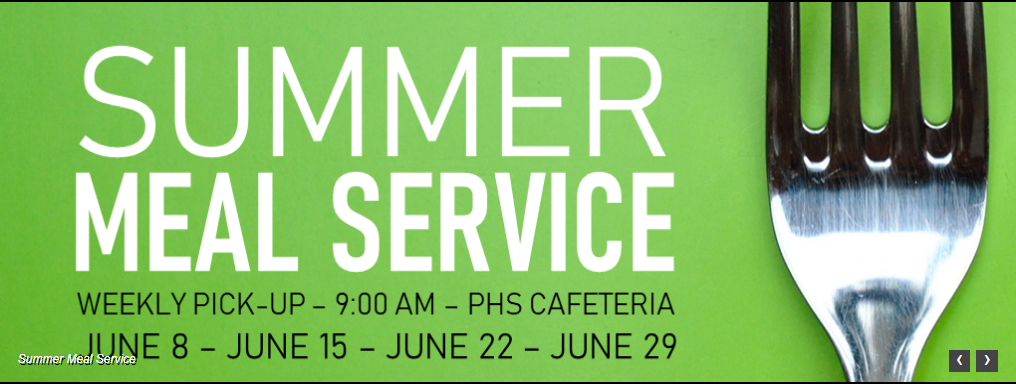 SUMMER
MEAL SERVICE
WEEKLY PICK-UP – 9:00 AM – PHS CAFETERIA
JUNE 8 – JUNE 15 – JUNE 22 – JUNE 29
Summer Meal Service